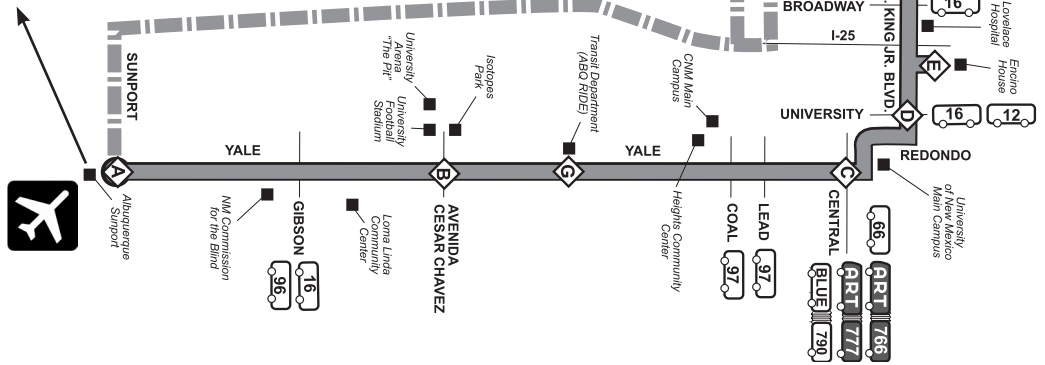 BROADWAY
16
Lovelace
Hospital
. KING JR. BLVD.
I-25
E
Encino
House
UNIVERSITY
D
16
12
REDONDO
SUNPORT
University
Arena
"The Pit"
University
Football
Stadium
Isotopes
Park
Transit Department
(ABQ RIDE)
CNM Main
Campus
YALE
YALE
A
B
G
C
Albuquerque
Sunport
NM Commission
for the Blind
GIBSON
96
16
Loma Linda
Community
Center
AVENIDA
CESAR CHAVEZ
Heights Community
Center
COAL
97
LEAD
97
CENTRAL
66
University
of New Mexico
Main Campus
BLUE
790
ART
777
ART
766